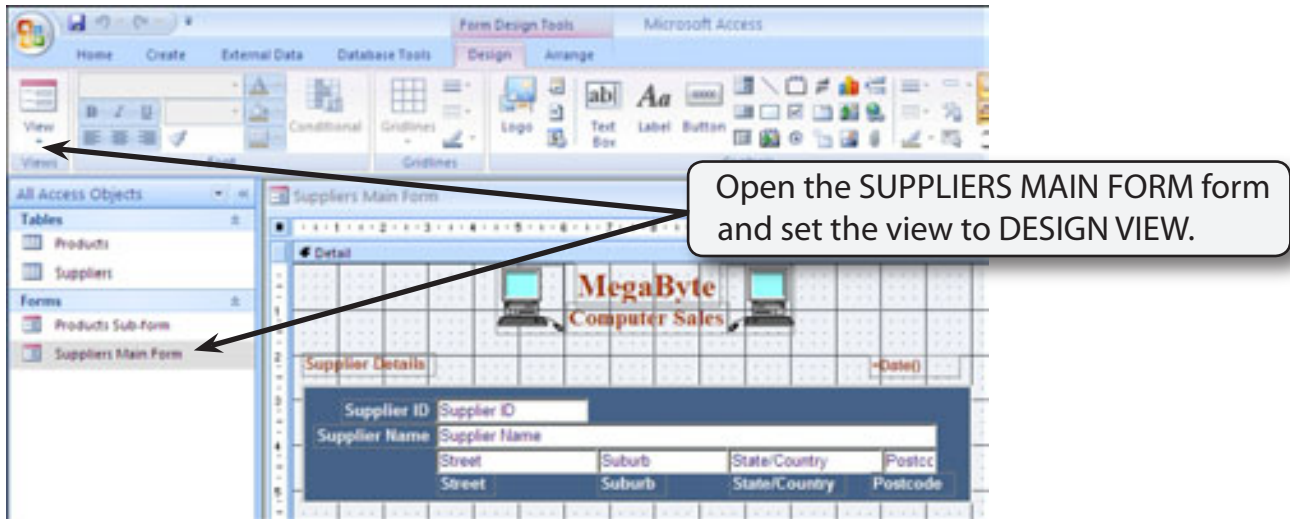 Form Design Tools Microsoft Access
Home Create External Data Database Tools Design Arrange
B I U
View Conditional Gridlines Logo ab| Text Box Aa Label Button
Views Font Gridlines
All Access Objects
Suppliers Main Form
Open the SUPPLIERS MAIN FORM form
and set the view to DESIGN VIEW.
Tables
Products
Suppliers
Forms
Products Sub-form
Suppliers Main Form
Detail
MegaByte
Computer Sales
Supplier Details =Date()
Supplier ID Supplier ID
Supplier Name Supplier Name
Street Suburb State/Country Postcc
Street Suburb State/Country Postcode